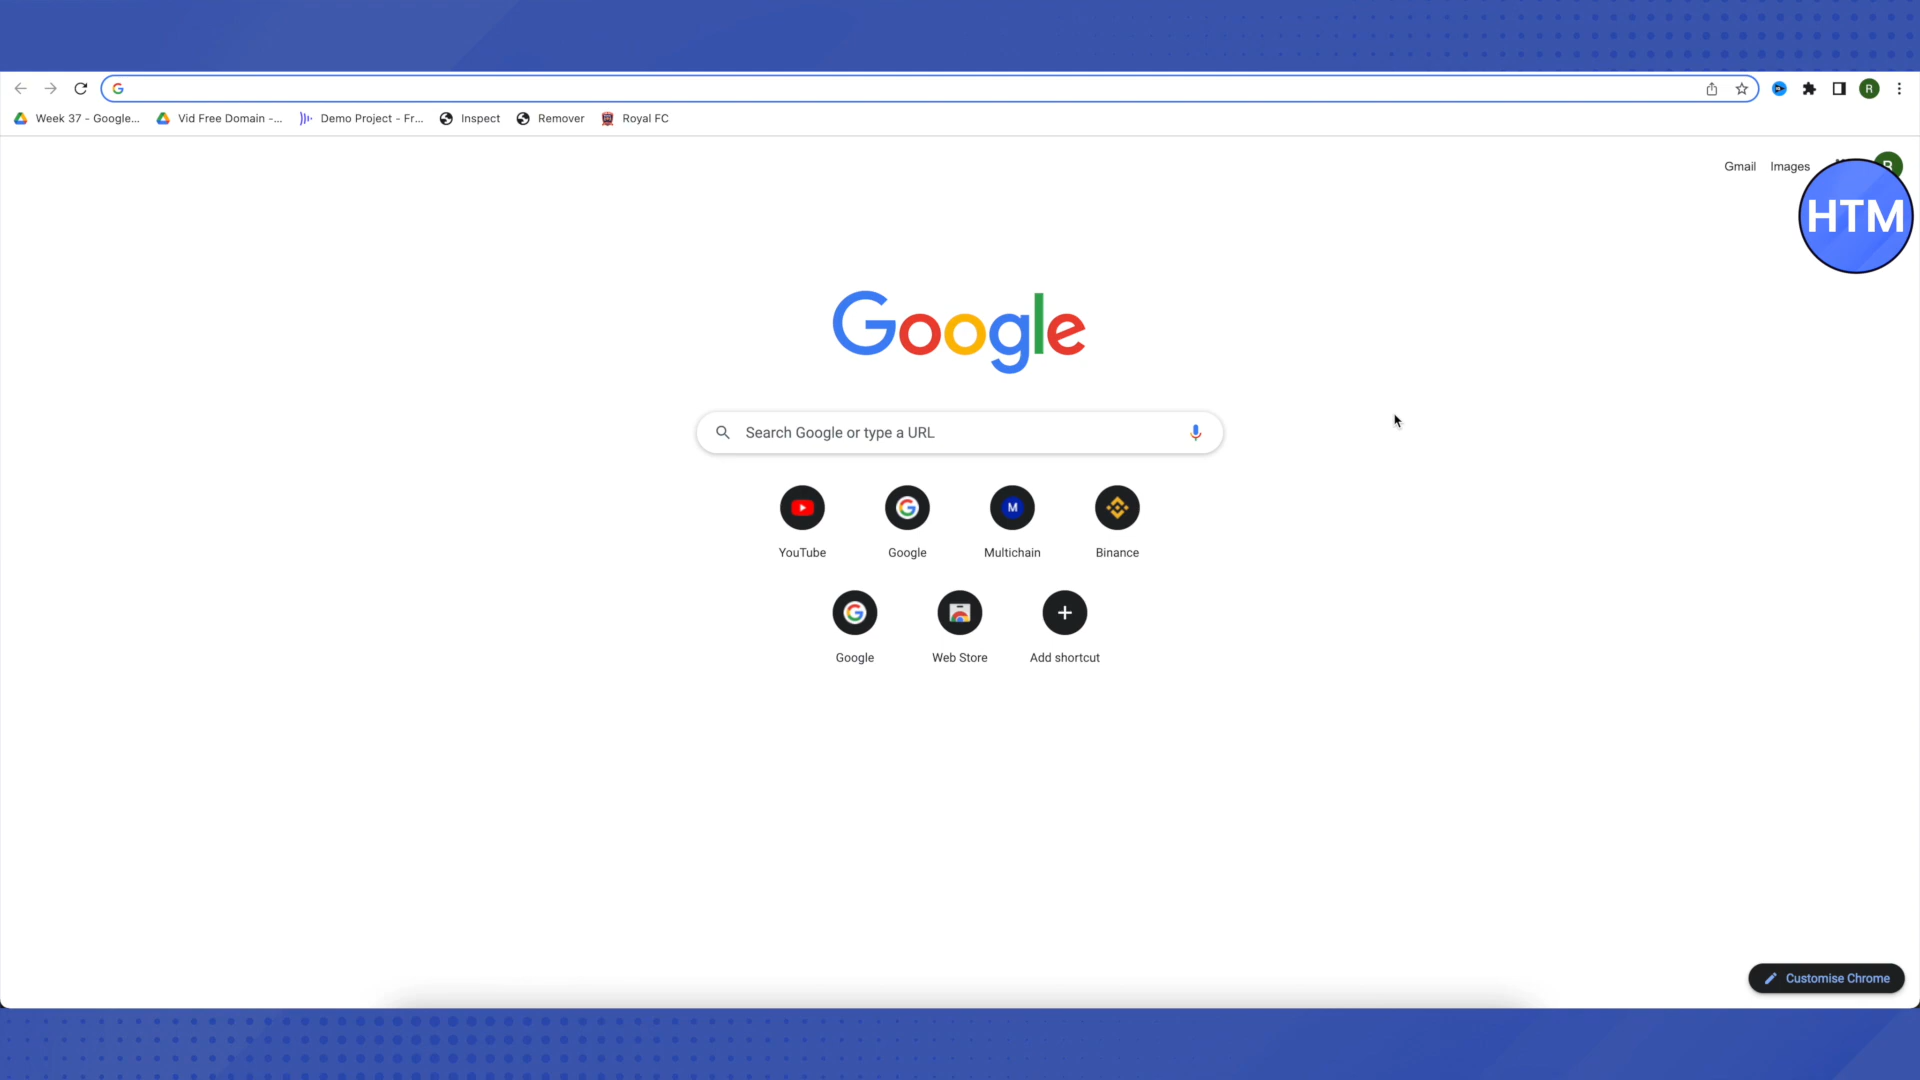 Week 37 - Google...
Vid Free Domain -...
Demo Project - Fr...
Inspect
Remover
Royal FC
R
Gmail
Images
HTM
Google
Search Google or type a URL
M
YouTube
Google
Multichain
Binance
Google
Web Store
Add shortcut
Customise Chrome